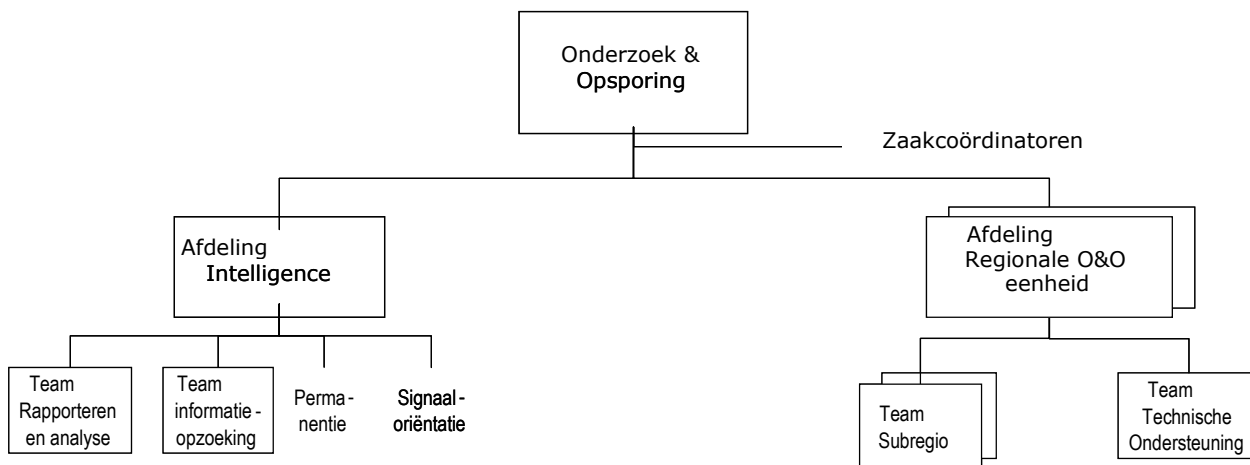 Onderzoek &
Opsporing
Zaakcoördinatoren
Afdeling
Intelligence
Afdeling
Regionale O&O
eenheid
Team
Rapporteren
en analyse
Team
informatie -
opzoeking
Perma -
nentie
Signaal -
oriëntatie
Team
Subregio
Team
Technische
Ondersteuning